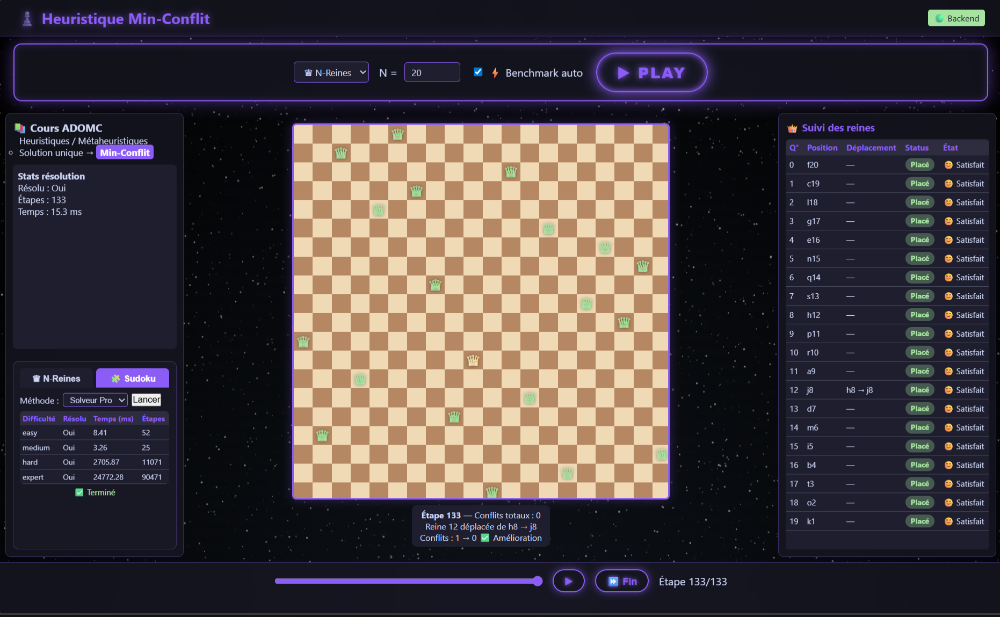 Heuristique Min-Conflit
Backend
N-Reines
N =
20
Benchmark auto
PLAY
Cours ADOMC
Heuristiques / Métaheuristiques
Solution unique → Min-Conflit
Stats résolution
Résolu : Oui
Étapes : 133
Temps : 15.3 ms
N-Reines
Sudoku
Méthode : Solveur Pro Lancer
Difficulté Résolu Temps (ms) Étapes
easy Oui 8.41 52
medium Oui 3.26 25
hard Oui 2705.87 11071
expert Oui 24772.28 90471
✅ Terminé
Étape 133 — Conflits totaux : 0
Reine 12 déplacée de h8 → j8
Conflits : 1 → 0 ✅ Amélioration
Suivi des reines
Q° Position Déplacement Status État
0 f20 — Placé Satisfait
1 c19 — Placé Satisfait
2 l18 — Placé Satisfait
3 g17 — Placé Satisfait
4 e16 — Placé Satisfait
5 n15 — Placé Satisfait
6 q14 — Placé Satisfait
7 s13 — Placé Satisfait
8 h12 — Placé Satisfait
9 p11 — Placé Satisfait
10 r10 — Placé Satisfait
11 a9 — Placé Satisfait
12 j8 h8 → j8 Placé Satisfait
13 d7 — Placé Satisfait
14 m6 — Placé Satisfait
15 i5 — Placé Satisfait
16 b4 — Placé Satisfait
17 t3 — Placé Satisfait
18 o2 — Placé Satisfait
19 k1 — Placé Satisfait
Fin
Étape 133/133